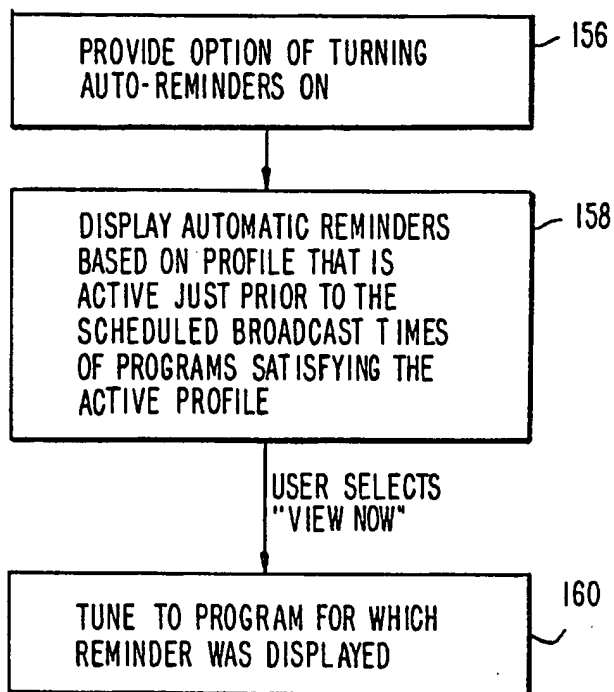 PROVIDE OPTION OF TURNING
AUTO-REMINDERS ON
156
DISPLAY AUTOMATIC REMINDERS
BASED ON PROFILE THAT IS
ACTIVE JUST PRIOR TO THE
SCHEDULED BROADCAST TIMES
OF PROGRAMS SATISFYING THE
ACTIVE PROFILE
158
USER SELECTS
"VIEW NOW"
TUNE TO PROGRAM FOR WHICH
REMINDER WAS DISPLAYED
160